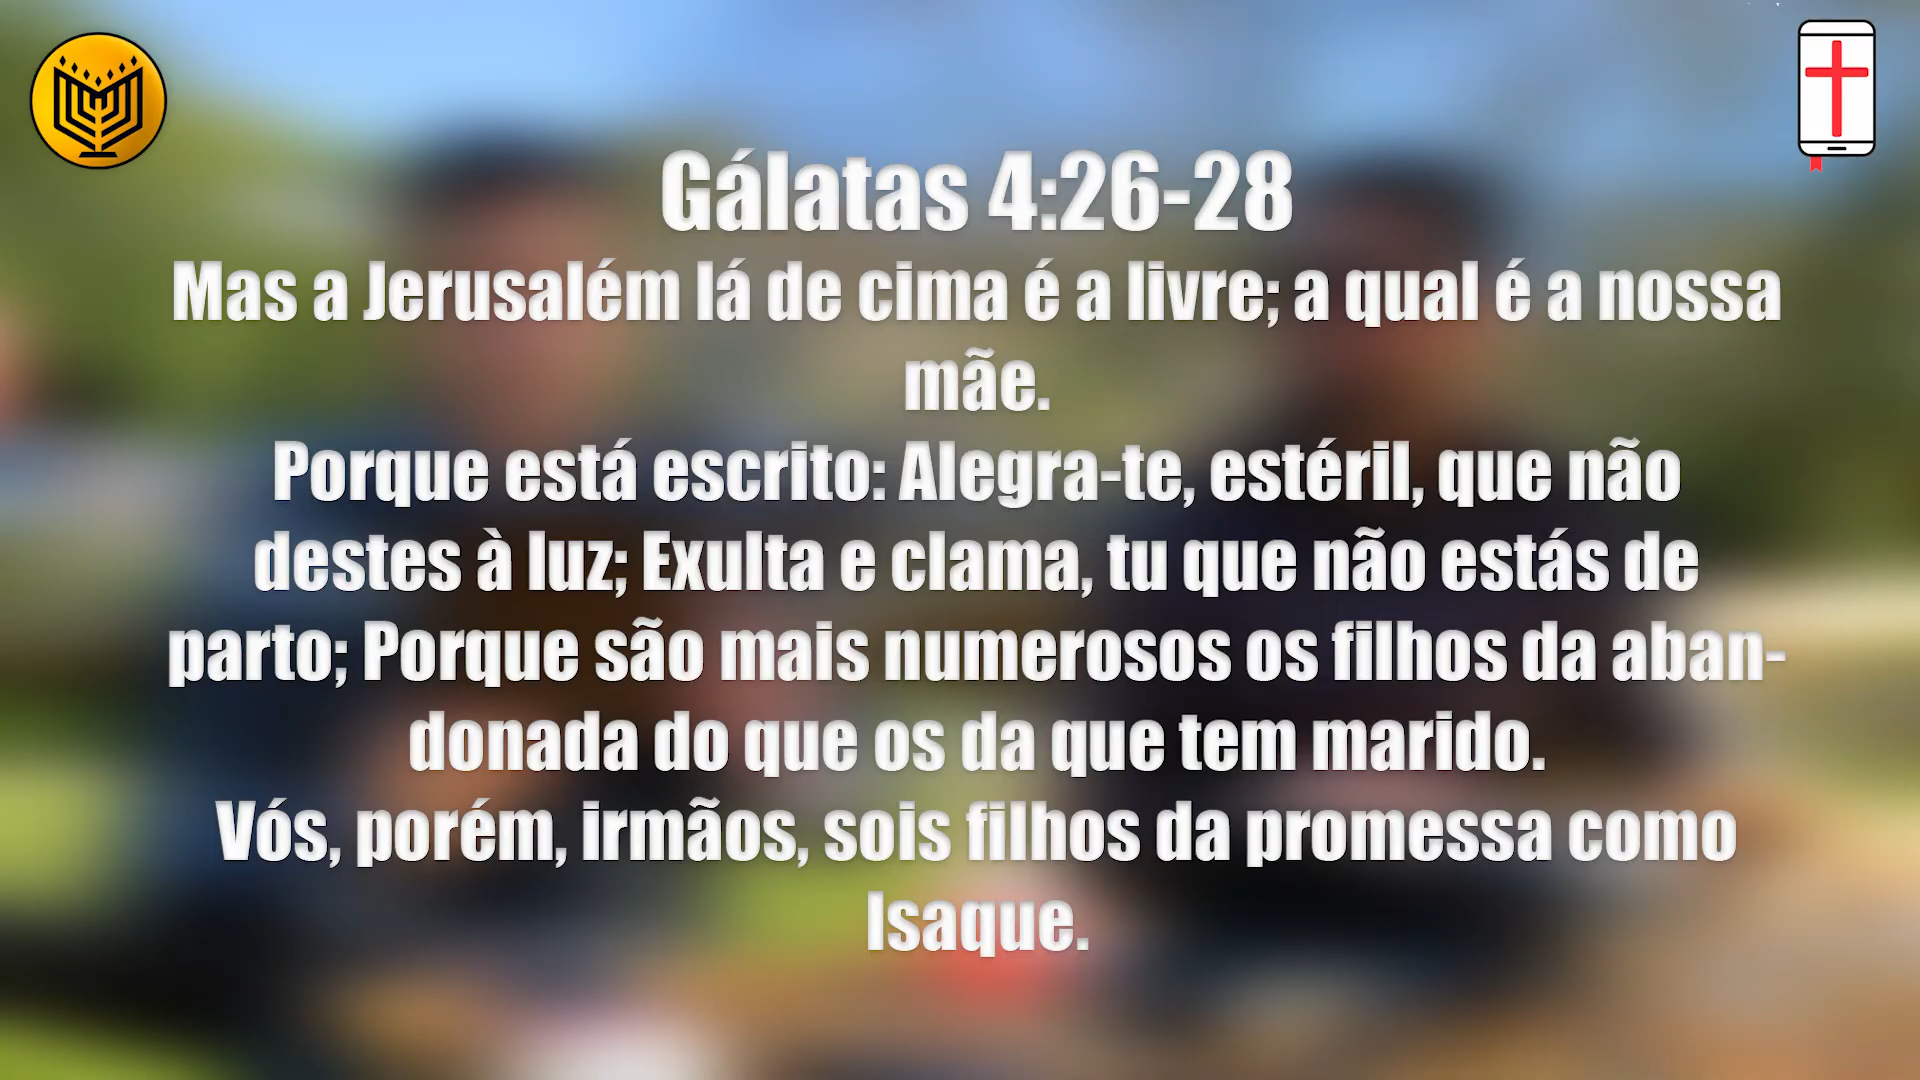 Gálatas 4:26-28
Mas a Jerusalém lá de cima é a livre; a qual é a nossa
mãe.
Porque está escrito: Alegra-te, estéril, que não
destes à luz; Exulta e clama, tu que não estás de
parto; Porque são mais numerosos os filhos da aban-
donada do que os da que tem marido.
Vós, porém, irmãos, sois filhos da promessa como
Isaque.